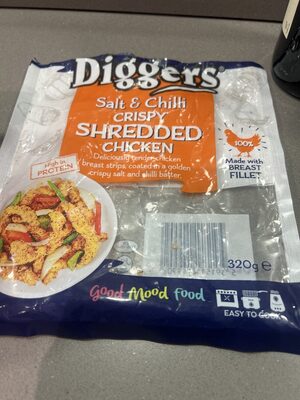 Diggers
Salt & Chilli
CRISPY
SHREDDED
CHICKEN
Deliciously tender chicken
breast strips, coated in a golden
crispy salt and chilli batter
100%
Made with
BREAST
FILLET
High in
PROTEIN
320g e
Good Mood Food
EASY TO COOK